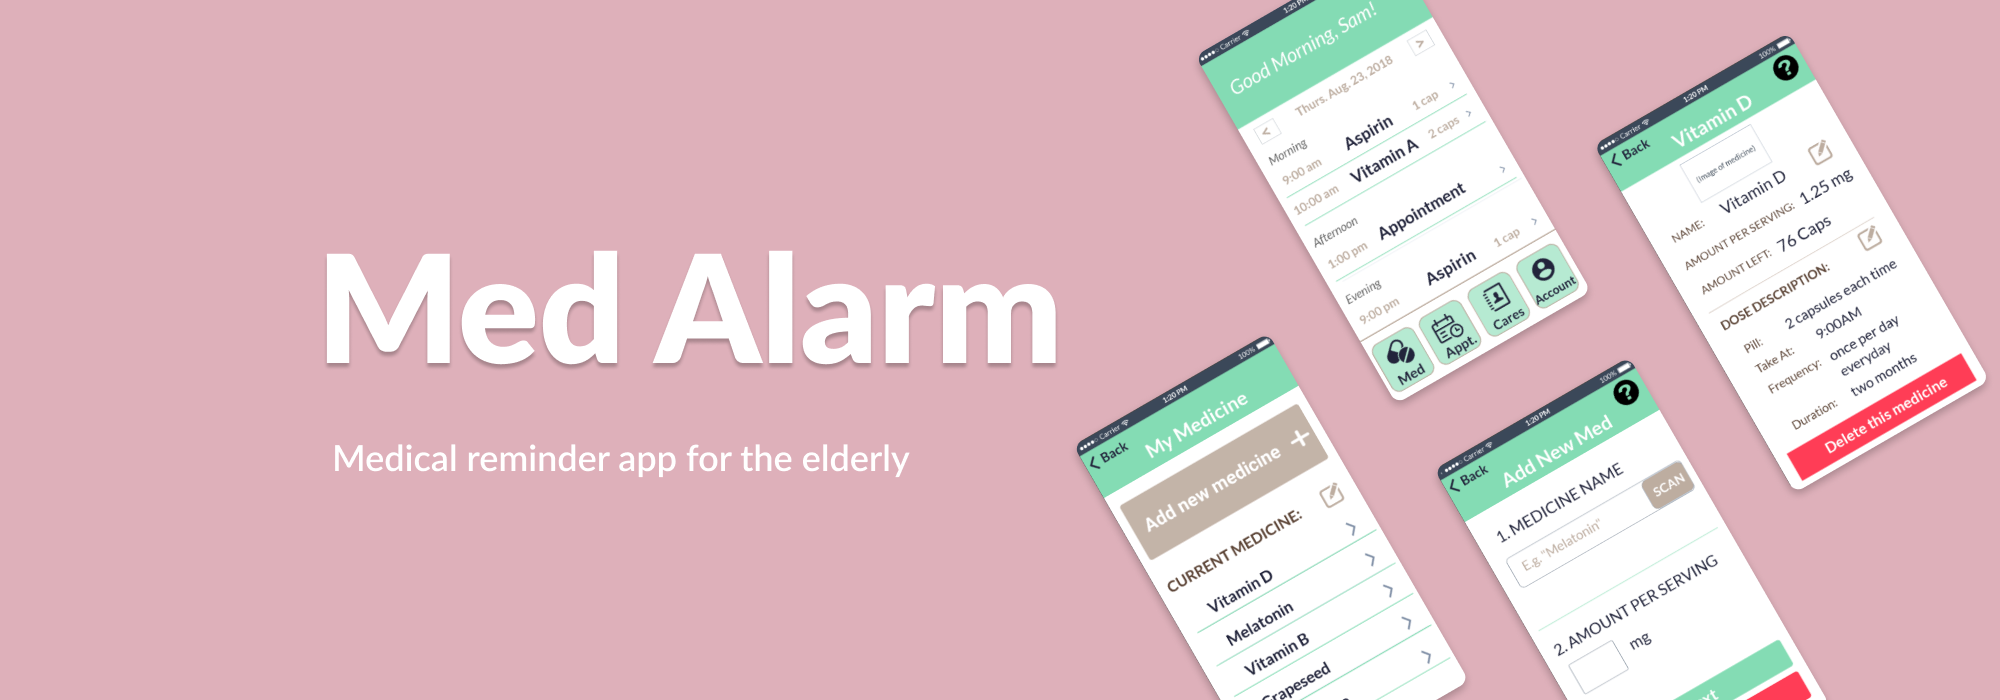 Med Alarm
Medical reminder app for the elderly
Carrier 1:20 PM
Good Morning, Sam!
< Thurs. Aug. 23, 2018 >
Morning
9:00 am Aspirin 1 cap >
10:00 am Vitamin A 2 caps >
Afternoon
1:00 pm Appointment >
Evening
9:00 pm Aspirin 1 cap >
Med Appt. Cares Account
Carrier 1:20 PM 100%
Back Vitamin D ?
(Image of medicine)
NAME: Vitamin D
AMOUNT PER SERVING: 1.25 mg
AMOUNT LEFT: 76 Caps
DOSE DESCRIPTION:
Pill: 2 capsules each time
Take At: 9:00AM
Frequency: once per day
everyday
Duration: two months
Delete this medicine
Carrier 1:20 PM 100%
Back My Medicine
Add new medicine +
CURRENT MEDICINE:
Vitamin D >
Melatonin >
Vitamin B >
Grapeseed >
Carrier 1:20 PM 100%
Back Add New Med ?
1. MEDICINE NAME
E.g. "Melatonin" SCAN
2. AMOUNT PER SERVING
mg